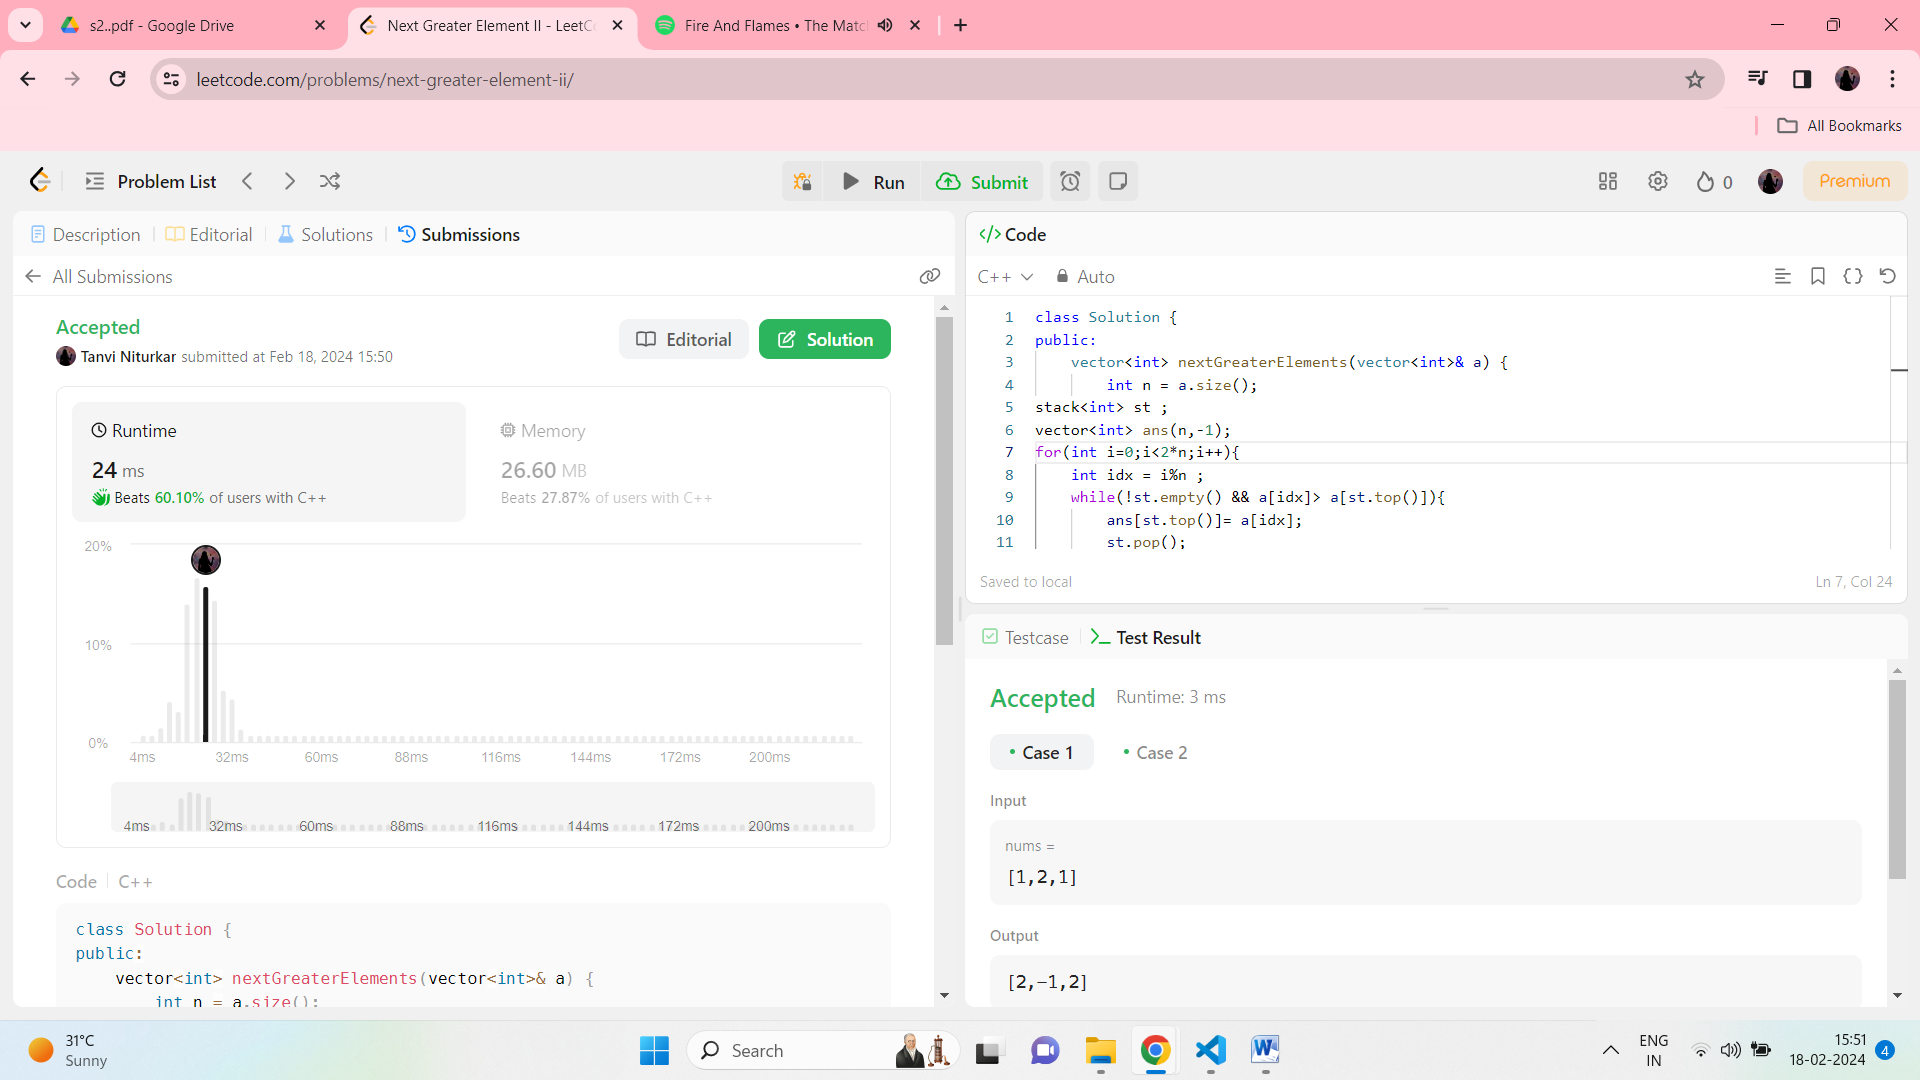 s2..pdf - Google Drive
Next Greater Element II - LeetCo
Fire And Flames • The Matc
leetcode.com/problems/next-greater-element-ii/
All Bookmarks
Problem List
Run
Submit
0
Premium
Description
Editorial
Solutions
Submissions
All Submissions
Accepted
Tanvi Niturkar submitted at Feb 18, 2024 15:50
Editorial
Solution
Runtime
24 ms
Beats 60.10% of users with C++
Memory
26.60 MB
Beats 27.87% of users with C++
20%
10%
0%
4ms 32ms 60ms 88ms 116ms 144ms 172ms 200ms
4ms 32ms 60ms 88ms 116ms 144ms 172ms 200ms
Code C++
class Solution {
public:
    vector<int> nextGreaterElements(vector<int>& a) {
        int n = a.size();
Code
C++ Auto
1 class Solution {
2 public:
3     vector<int> nextGreaterElements(vector<int>& a) {
4         int n = a.size();
5 stack<int> st ;
6 vector<int> ans(n,-1);
7 for(int i=0;i<2*n;i++){
8     int idx = i%n ;
9     while(!st.empty() && a[idx]> a[st.top()]){
10         ans[st.top()]= a[idx];
11         st.pop();
Saved to local
Ln 7, Col 24
Testcase
Test Result
Accepted Runtime: 3 ms
• Case 1
• Case 2
Input
nums =
[1,2,1]
Output
[2,-1,2]
31°C
Sunny
Search
ENG
IN
15:51
18-02-2024
4